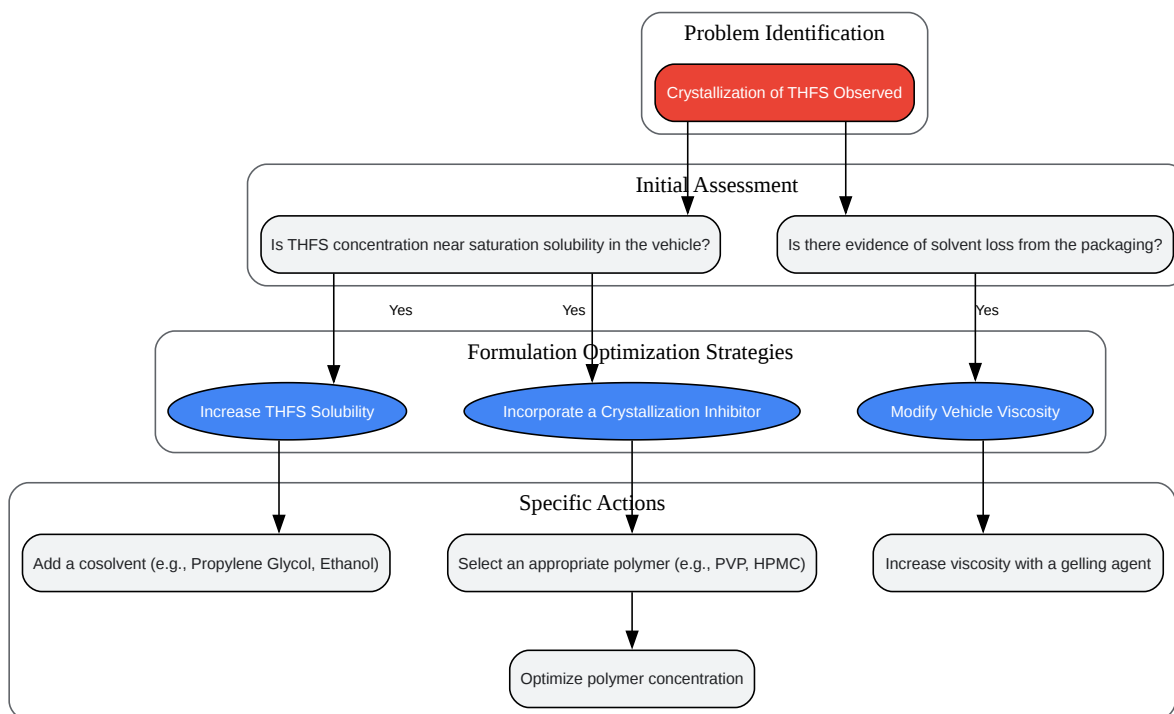 Problem Identification
Crystallization of THFS Observed
Initial Assessment
Is THFS concentration near saturation solubility in the vehicle?
Is there evidence of solvent loss from the packaging?
Yes
Yes
Yes
Formulation Optimization Strategies
Increase THFS Solubility
Incorporate a Crystallization Inhibitor
Modify Vehicle Viscosity
Specific Actions
Add a cosolvent (e.g., Propylene Glycol, Ethanol)
Select an appropriate polymer (e.g., PVP, HPMC)
Increase viscosity with a gelling agent
Optimize polymer concentration